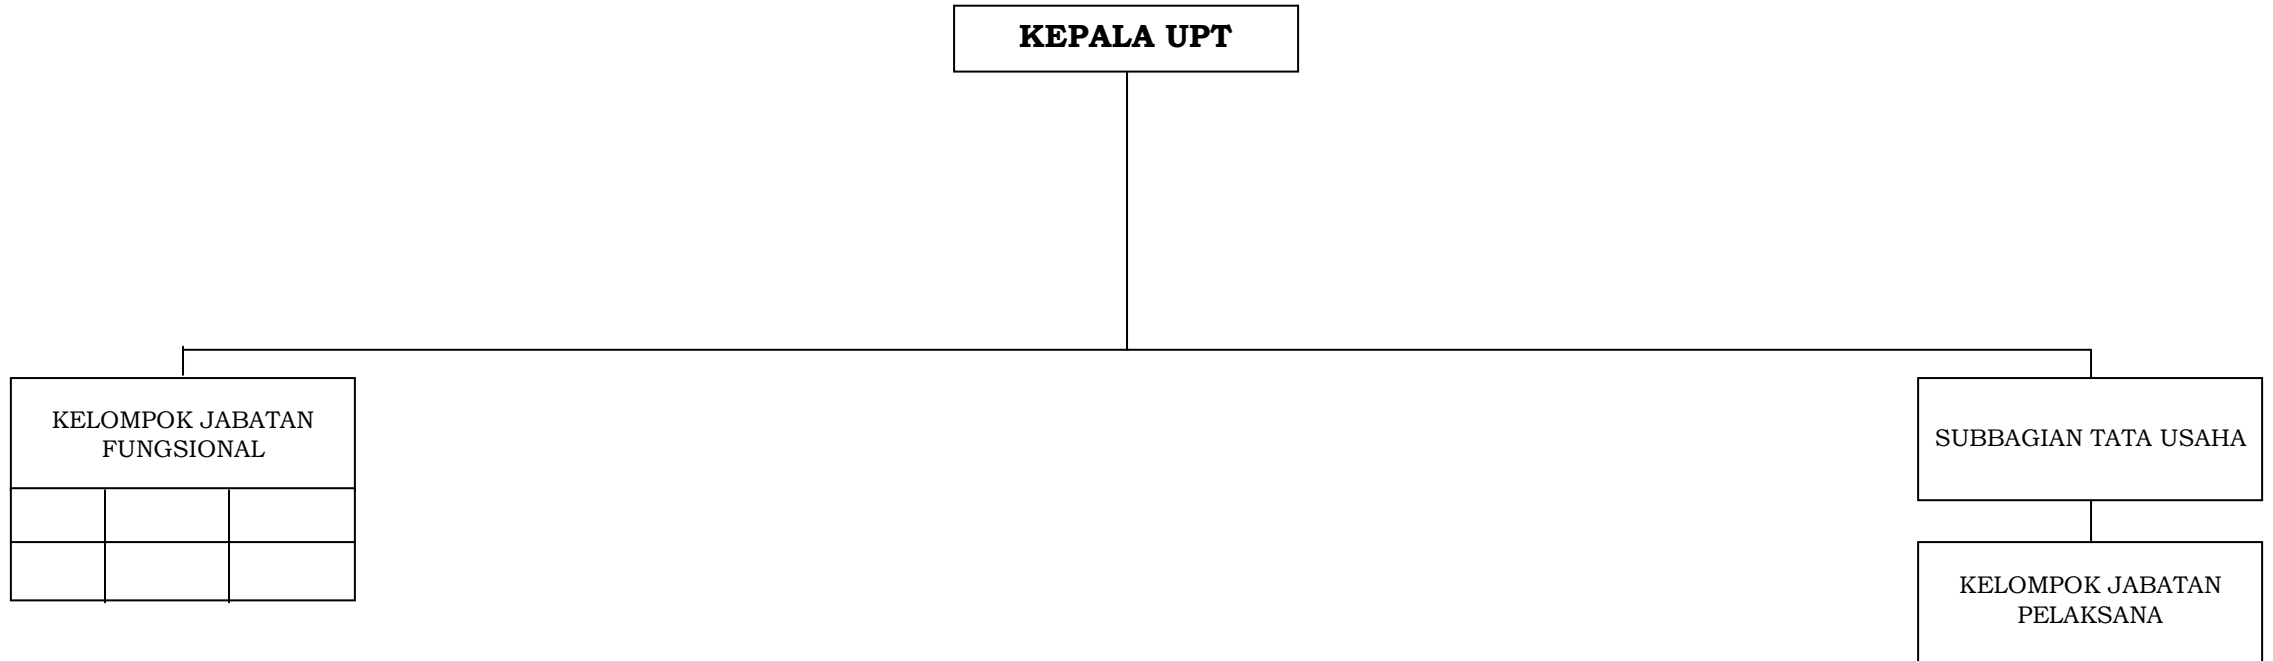 KEPALA UPT
KELOMPOK JABATAN
FUNGSIONAL
SUBBAGIAN TATA USAHA
KELOMPOK JABATAN
PELAKSANA